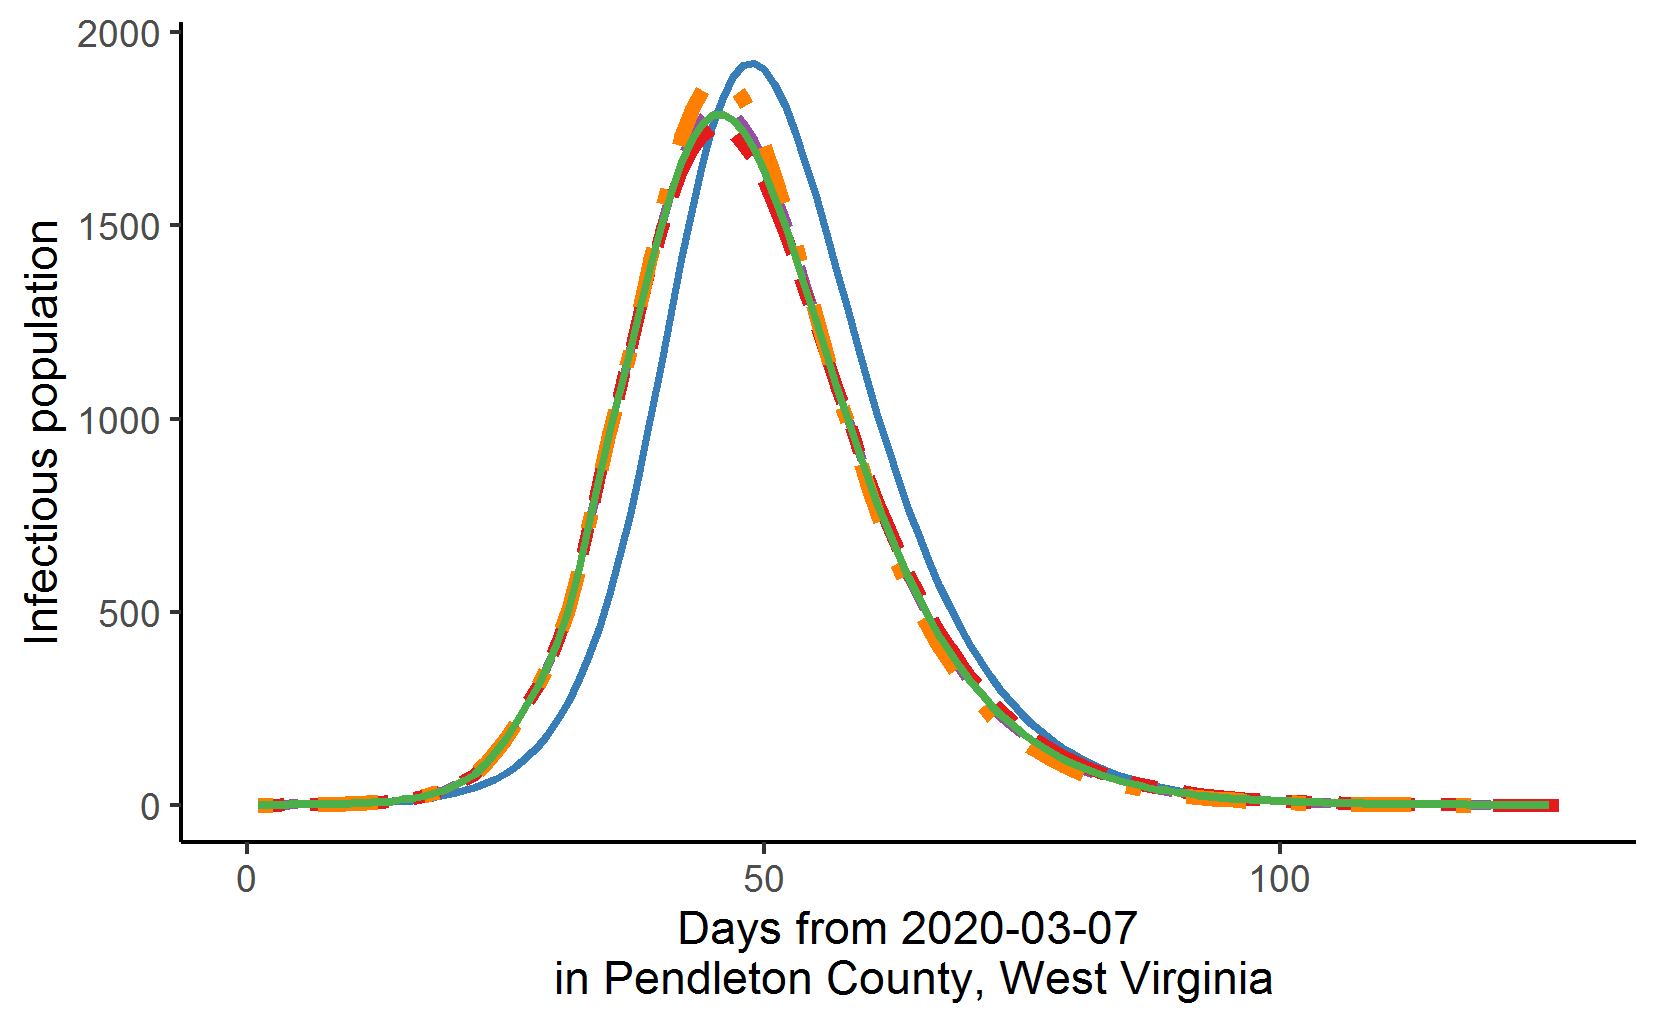 2000
1500
1000
500
0
Infectious population
0 50 100
Days from 2020-03-07
in Pendleton County, West Virginia